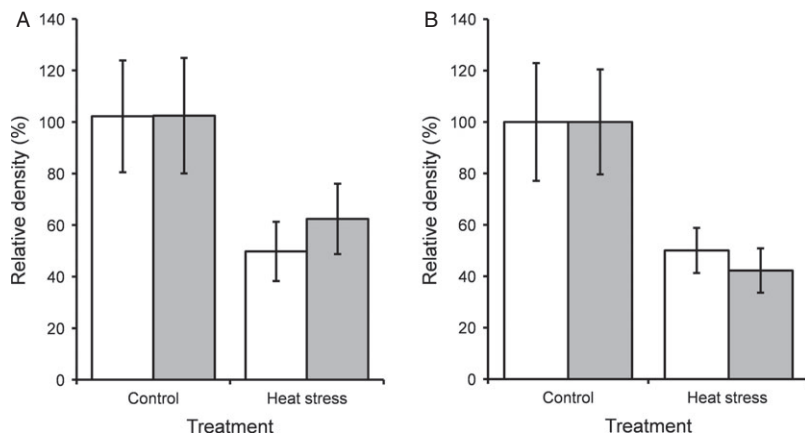 A
Relative density (%)
140
120
100
80
60
40
20
0
Control Heat stress
Treatment
B
Relative density (%)
140
120
100
80
60
40
20
0
Control Heat stress
Treatment